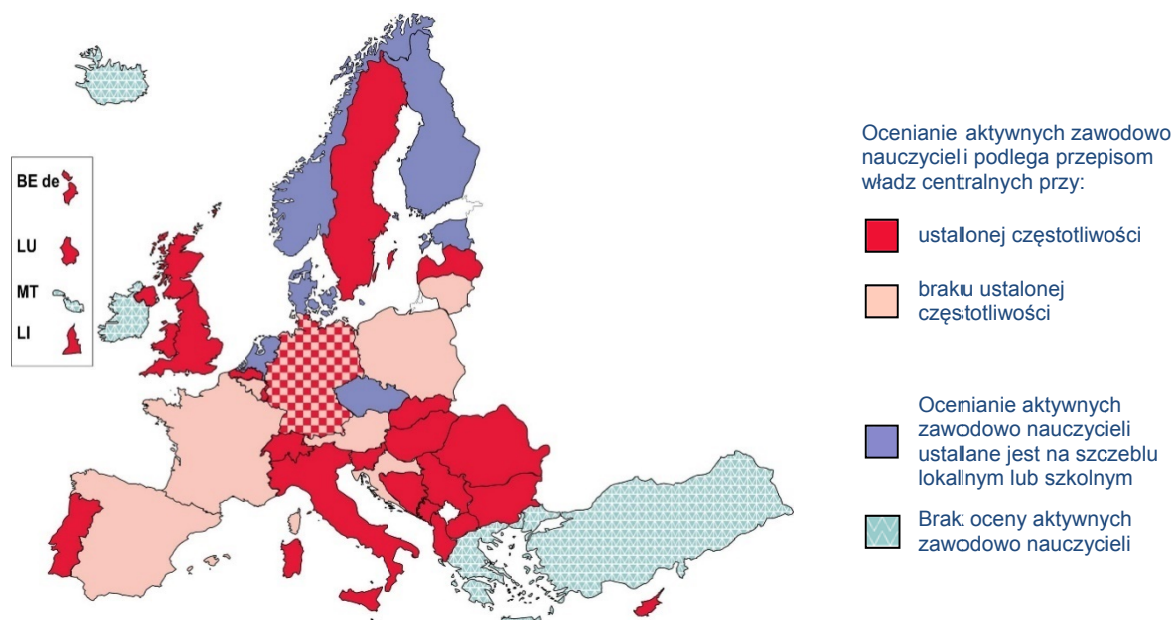 BE de
LU
MT
LI
Ocenianie aktywnych zawodowo
nauczycieli podlega przepisom
władz centralnych przy:
ustalonej częstotliwości
braku ustalonej
częstotliwości
Ocenianie aktywnych
zawodowo nauczycieli
ustalane jest na szczeblu
lokalnym lub szkolnym
Brak oceny aktywnych
zawodowo nauczycieli